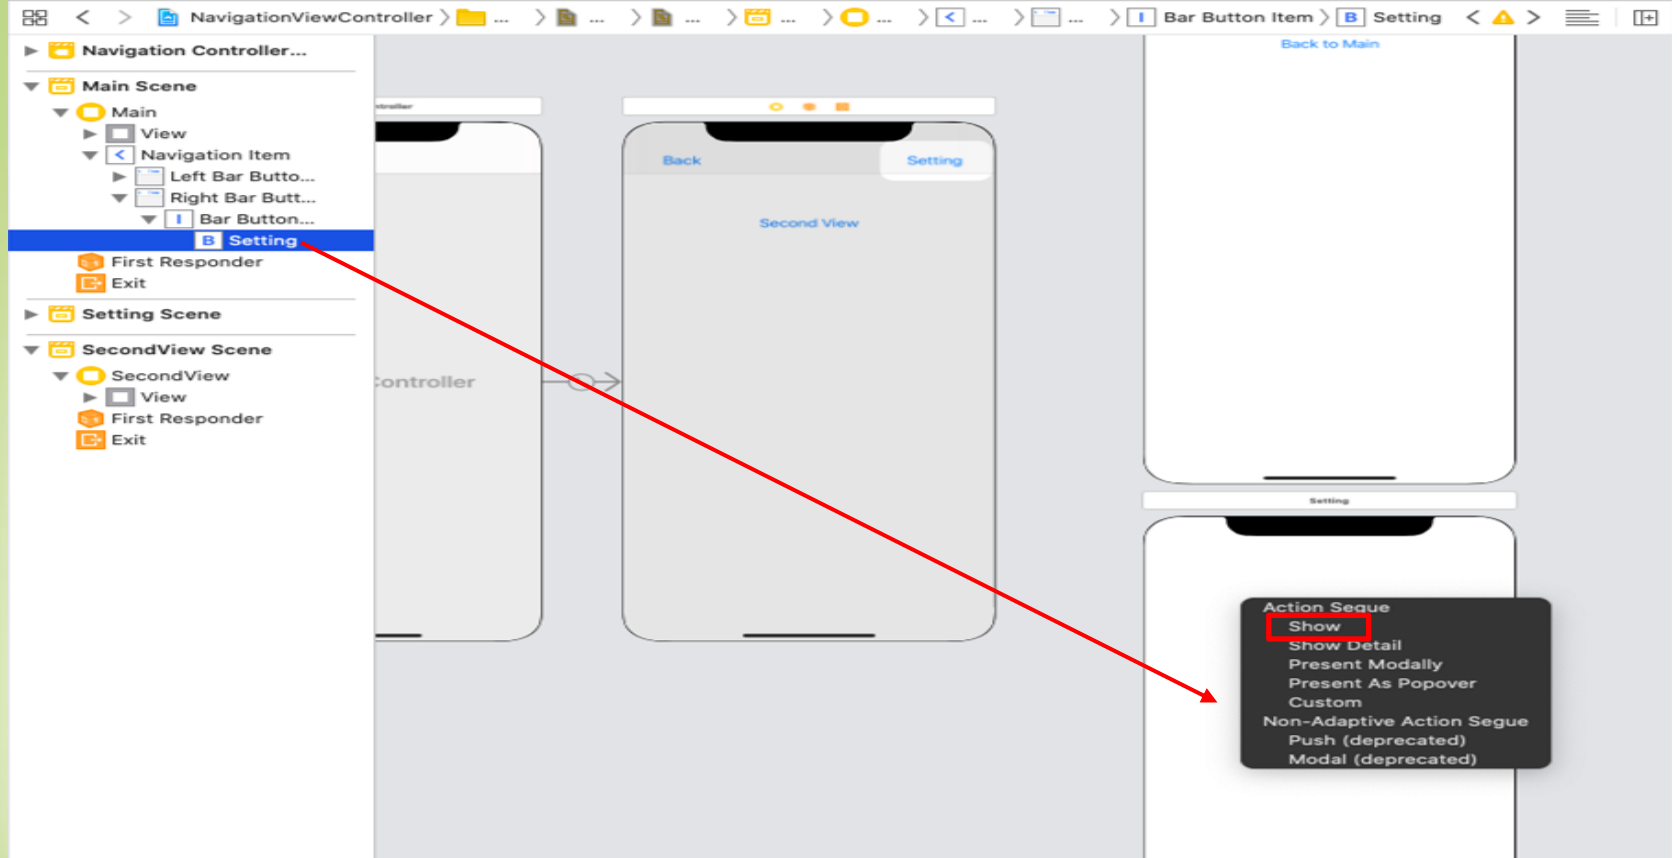 NavigationViewController ... ... ... ... ... ... ... Bar Button Item B Setting
Navigation Controller...
Main Scene
Main
View
Navigation Item
Left Bar Butto...
Right Bar Butt...
Bar Button...
B Setting
First Responder
Exit
Setting Scene
SecondView Scene
SecondView
View
First Responder
Exit
ntroller
Controller
Back
Setting
Second View
Back to Main
Setting
Action Segue
Show
Show Detail
Present Modally
Present As Popover
Custom
Non-Adaptive Action Segue
Push (deprecated)
Modal (deprecated)